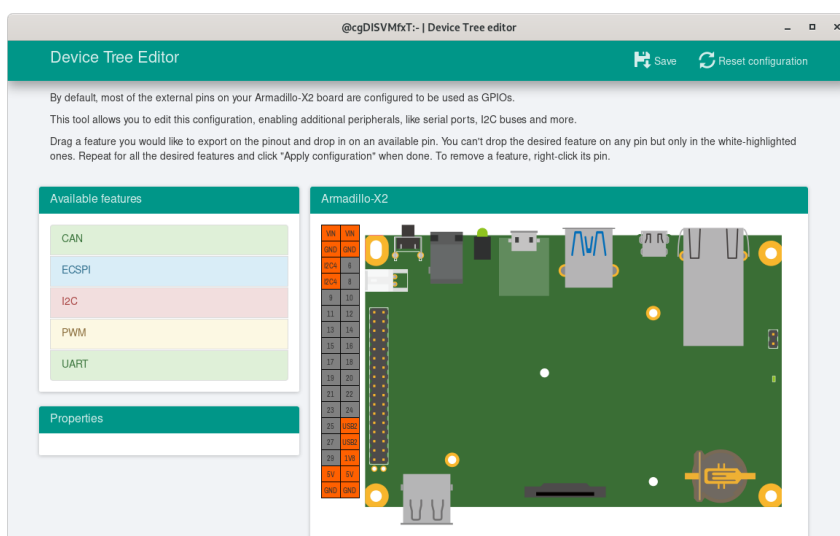 @cgDISVMfxT:~ | Device Tree editor
Device Tree Editor
Save
Reset configuration
By default, most of the external pins on your Armadillo-X2 board are configured to be used as GPIOs.
This tool allows you to edit this configuration, enabling additional peripherals, like serial ports, I2C buses and more.
Drag a feature you would like to export on the pinout and drop in on an available pin. You can't drop the desired feature on any pin but only in the white-highlighted
ones. Repeat for all the desired features and click "Apply configuration" when done. To remove a feature, right-click its pin.
Available features
CAN
ECSPI
I2C
PWM
UART
Properties
Armadillo-X2
VIN VIN
GND GND
I2C4 6
I2C4 8
9 10
11 12
13 14
15 16
17 18
19 20
21 22
23 24
25 USB2
27 USB2
29 1V8
5V 5V
GND GND